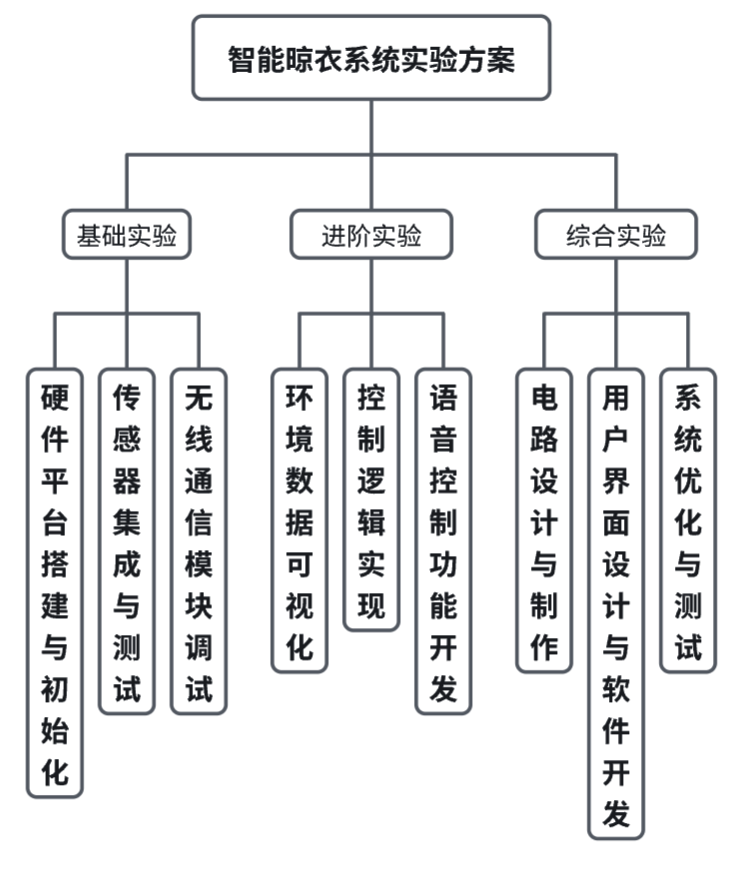 智能晾衣系统实验方案
基础实验
进阶实验
综合实验
硬件平台搭建与初始化
传感器集成与测试
无线通信模块调试
环境数据可视化
控制逻辑实现
语音控制功能开发
电路设计与制作
用户界面设计与软件开发
系统优化与测试